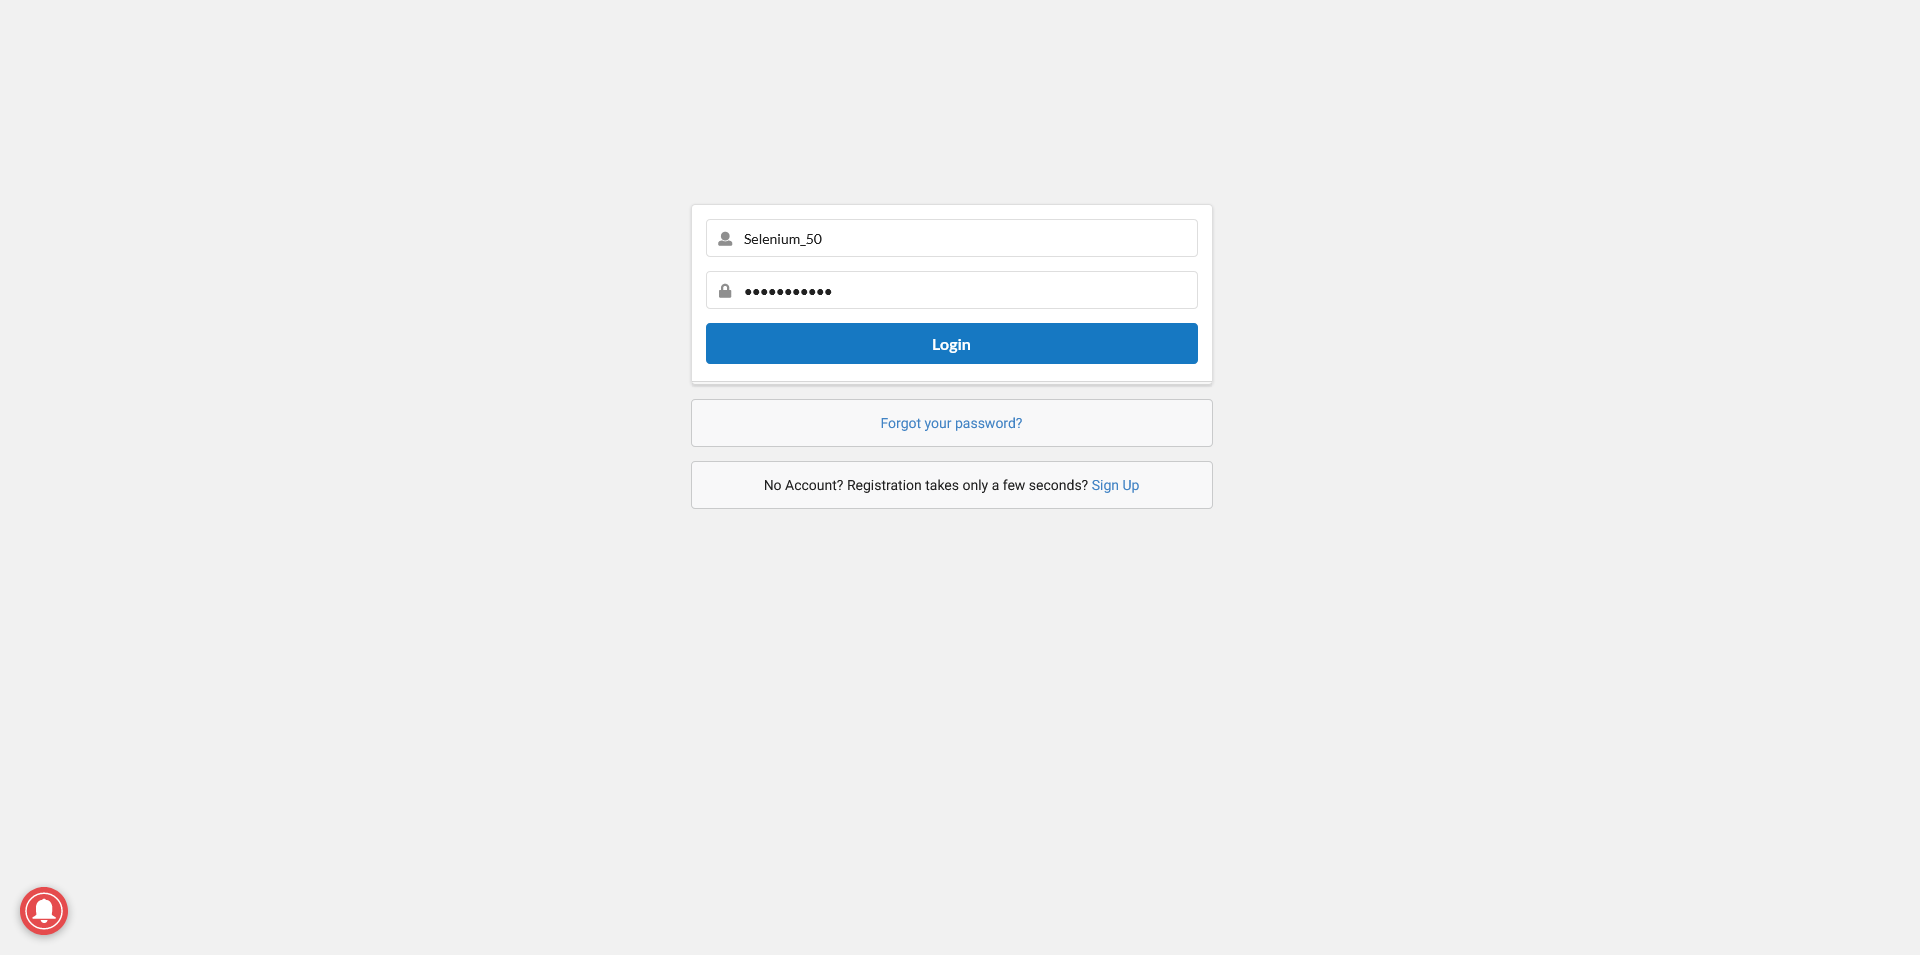 Selenium_50
•••••••••••
Login
Forgot your password?
No Account? Registration takes only a few seconds? Sign Up